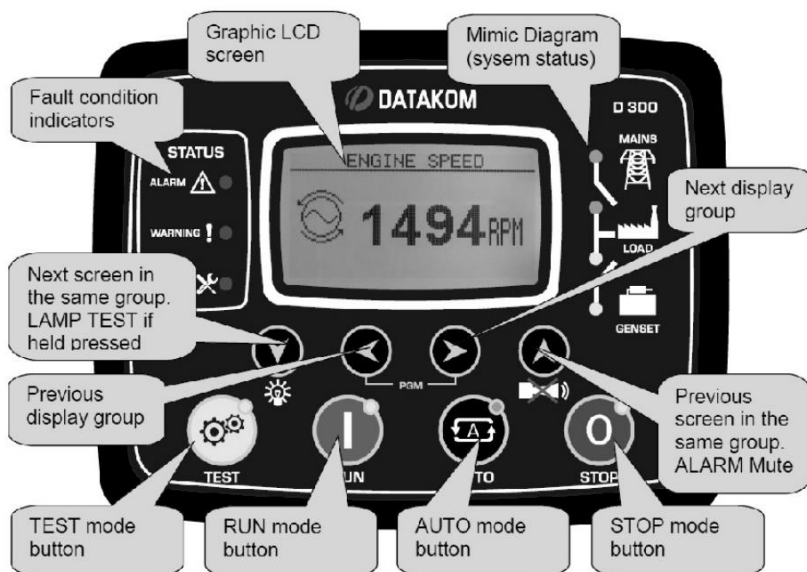 Graphic LCD
screen
Mimic Diagram
(sysem status)
Fault condition
indicators
DATAKOM
D 300
STATUS
MAINS
ALARM
ENGINE SPEED
Next display
group
1494 RPM
WARNING !
LOAD
Next screen in
the same group.
LAMP TEST if
held pressed
GENSET
Previous
display group
PGM
Previous
screen in the
same group.
ALARM Mute
I
A
O
TEST
UN
TO
STOP
TEST mode
button
RUN mode
button
AUTO mode
button
STOP mode
button